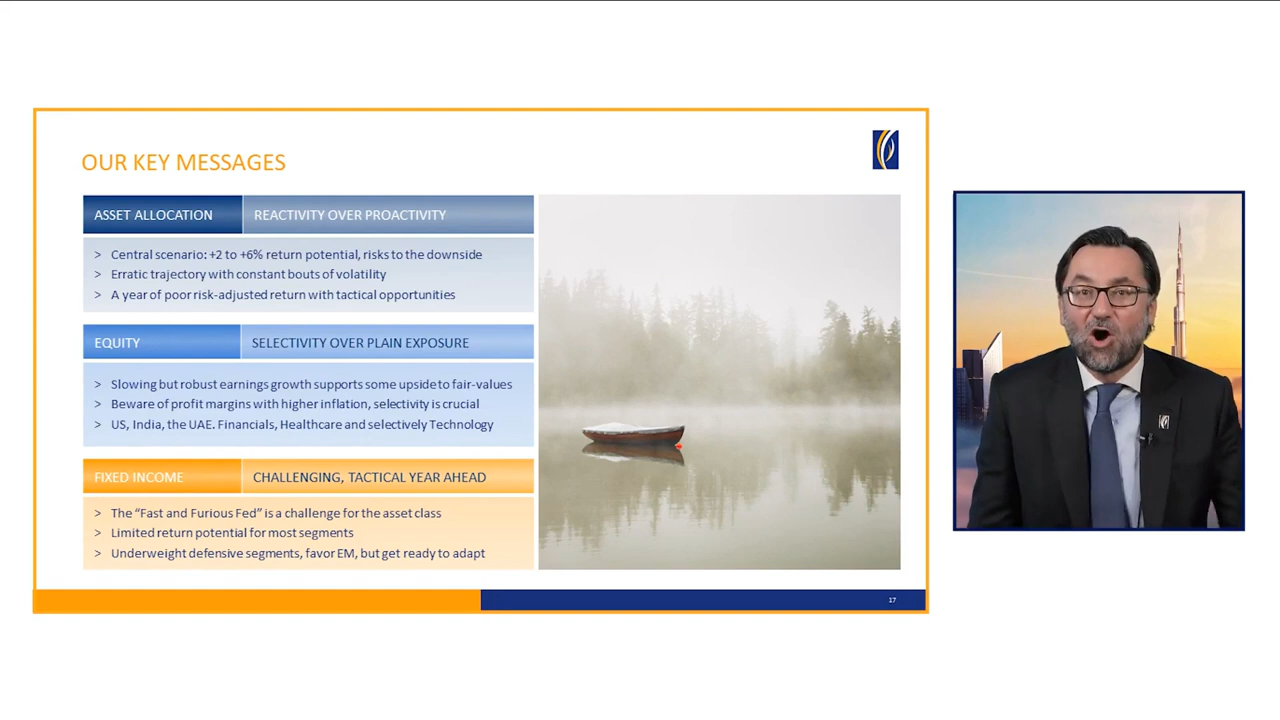 OUR KEY MESSAGES
ASSET ALLOCATION REACTIVITY OVER PROACTIVITY
> Central scenario: +2 to +6% return potential, risks to the downside
> Erratic trajectory with constant bouts of volatility
> A year of poor risk-adjusted return with tactical opportunities
EQUITY SELECTIVITY OVER PLAIN EXPOSURE
> Slowing but robust earnings growth supports some upside to fair-values
> Beware of profit margins with higher inflation, selectivity is crucial
> US, India, the UAE. Financials, Healthcare and selectively Technology
FIXED INCOME CHALLENGING, TACTICAL YEAR AHEAD
> The “Fast and Furious Fed” is a challenge for the asset class
> Limited return potential for most segments
> Underweight defensive segments, favor EM, but get ready to adapt
17